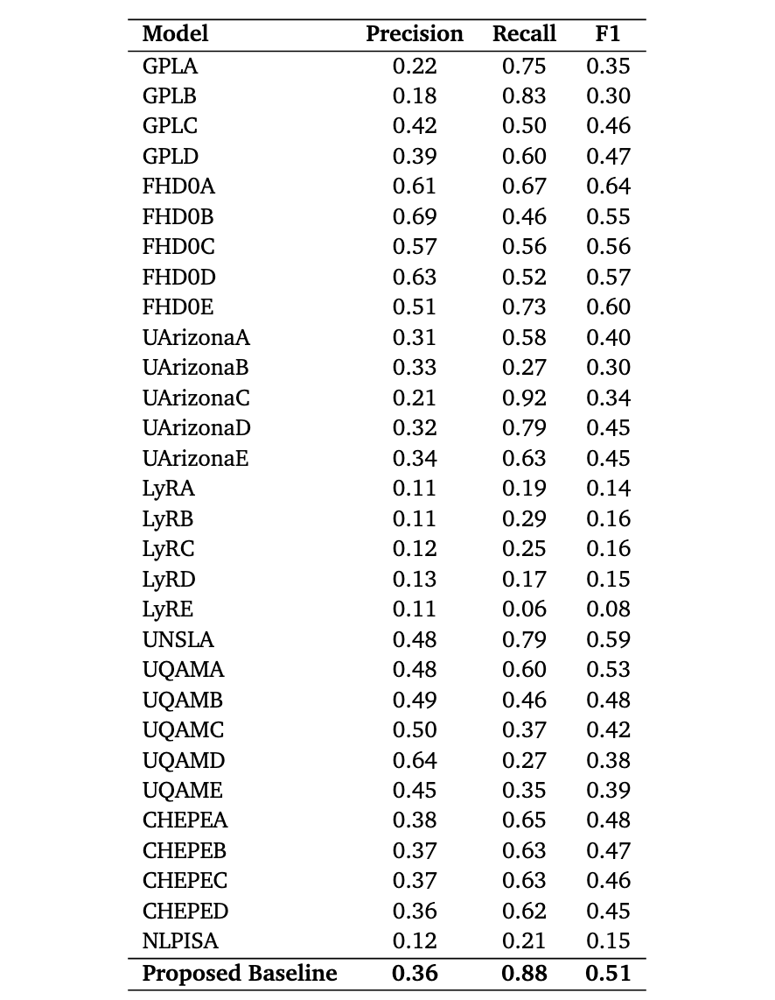 Model Precision Recall F1
GPLA 0.22 0.75 0.35
GPLB 0.18 0.83 0.30
GPLC 0.42 0.50 0.46
GPLD 0.39 0.60 0.47
FHD0A 0.61 0.67 0.64
FHD0B 0.69 0.46 0.55
FHD0C 0.57 0.56 0.56
FHD0D 0.63 0.52 0.57
FHD0E 0.51 0.73 0.60
UArizonaA 0.31 0.58 0.40
UArizonaB 0.33 0.27 0.30
UArizonaC 0.21 0.92 0.34
UArizonaD 0.32 0.79 0.45
UArizonaE 0.34 0.63 0.45
LyRA 0.11 0.19 0.14
LyRB 0.11 0.29 0.16
LyRC 0.12 0.25 0.16
LyRD 0.13 0.17 0.15
LyRE 0.11 0.06 0.08
UNSLA 0.48 0.79 0.59
UQAMA 0.48 0.60 0.53
UQAMB 0.49 0.46 0.48
UQAMC 0.50 0.37 0.42
UQAMD 0.64 0.27 0.38
UQAME 0.45 0.35 0.39
CHEPEA 0.38 0.65 0.48
CHEPEB 0.37 0.63 0.47
CHEPEC 0.37 0.63 0.46
CHEPED 0.36 0.62 0.45
NLPISA 0.12 0.21 0.15
Proposed Baseline 0.36 0.88 0.51